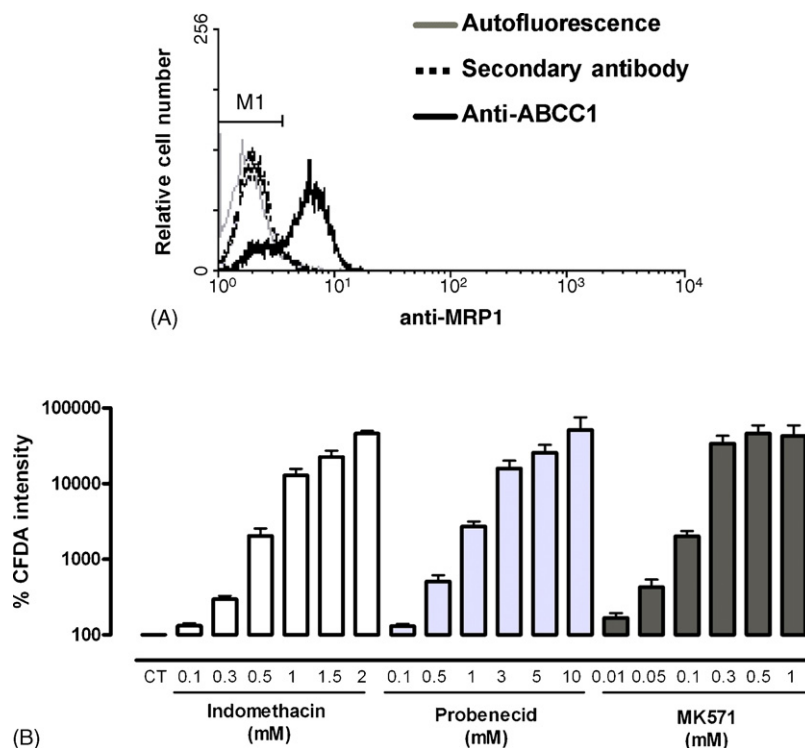 256
Relative cell number
0
M1
Autofluorescence
Secondary antibody
Anti-ABCC1
10⁰ 10¹ 10² 10³ 10⁴
anti-MRP1
(A)
% CFDA intensity
100000
10000
1000
100
CT 0.1 0.3 0.5 1 1.5 2 0.1 0.5 1 3 5 10 0.01 0.05 0.1 0.3 0.5 1
Indomethacin Probenecid MK571
(mM) (mM) (mM)
(B)